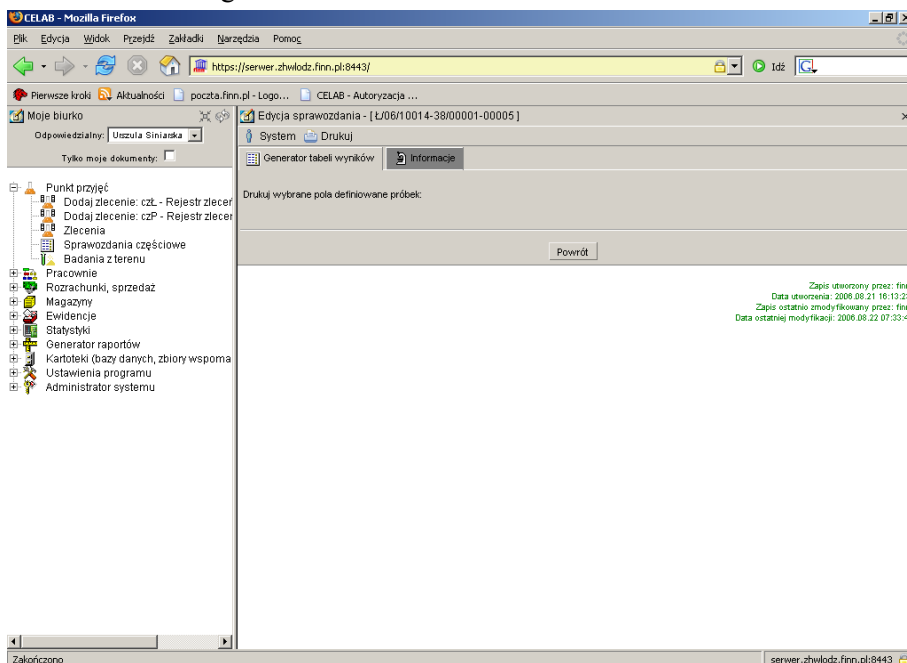 CELAB - Mozilla Firefox
Plik Edycja Widok Przejdź Zakładki Narzędzia Pomoc
https://serwer.zhwlodz.finn.pl:8443/
Idź
Pierwsze kroki Aktualności poczta.finn.pl - Logo... CELAB - Autoryzacja ...
Moje biurko
Odpowiedzialny: Urszula Siniarska
Tylko moje dokumenty:
Punkt przyjęć
Dodaj zlecenie: czŁ - Rejestr zleceń
Dodaj zlecenie: czP - Rejestr zlecer
Zlecenia
Sprawozdania częściowe
Badania z terenu
Pracownie
Rozrachunki, sprzedaż
Magazyny
Ewidencje
Statystyki
Generator raportów
Kartoteki (bazy danych, zbiory wspoma
Ustawienia programu
Administrator systemu
Edycja sprawozdania - [ Ł/06/10014-38/00001-00005 ]
System Drukuj
Generator tabeli wyników Informacje
Drukuj wybrane pola definiowane próbek:
Powrót
Zapis utworzony przez: fin
Data utworzenia: 2006.08.21 16:13:2
Zapis ostatnio zmodyfikowany przez: fin
Data ostatniej modyfikacji: 2006.08.22 07:33:4
Zakończono
serwer.zhwlodz.finn.pl:8443